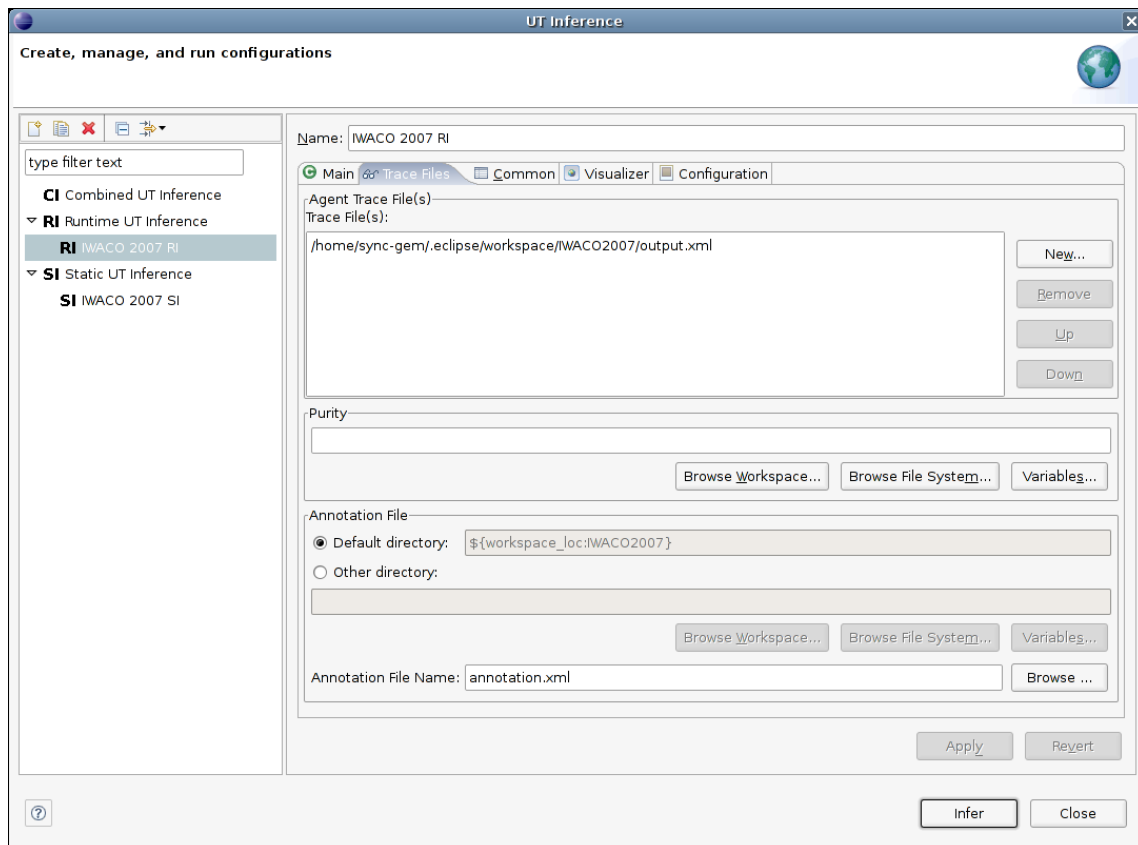 UT Inference
Create, manage, and run configurations
type filter text
CI Combined UT Inference
RI Runtime UT Inference
RI IWACO 2007 RI
SI Static UT Inference
SI IWACO 2007 SI
Name: IWACO 2007 RI
Main Trace Files Common Visualizer Configuration
Agent Trace File(s)
Trace File(s):
/home/sync-gem/.eclipse/workspace/IWACO2007/output.xml
New...
Remove
Up
Down
Purity
Browse Workspace... Browse File System... Variables...
Annotation File
Default directory: ${workspace_loc:IWACO2007}
Other directory:
Browse Workspace... Browse File System... Variables...
Annotation File Name: annotation.xml Browse ...
Apply Revert
Infer Close